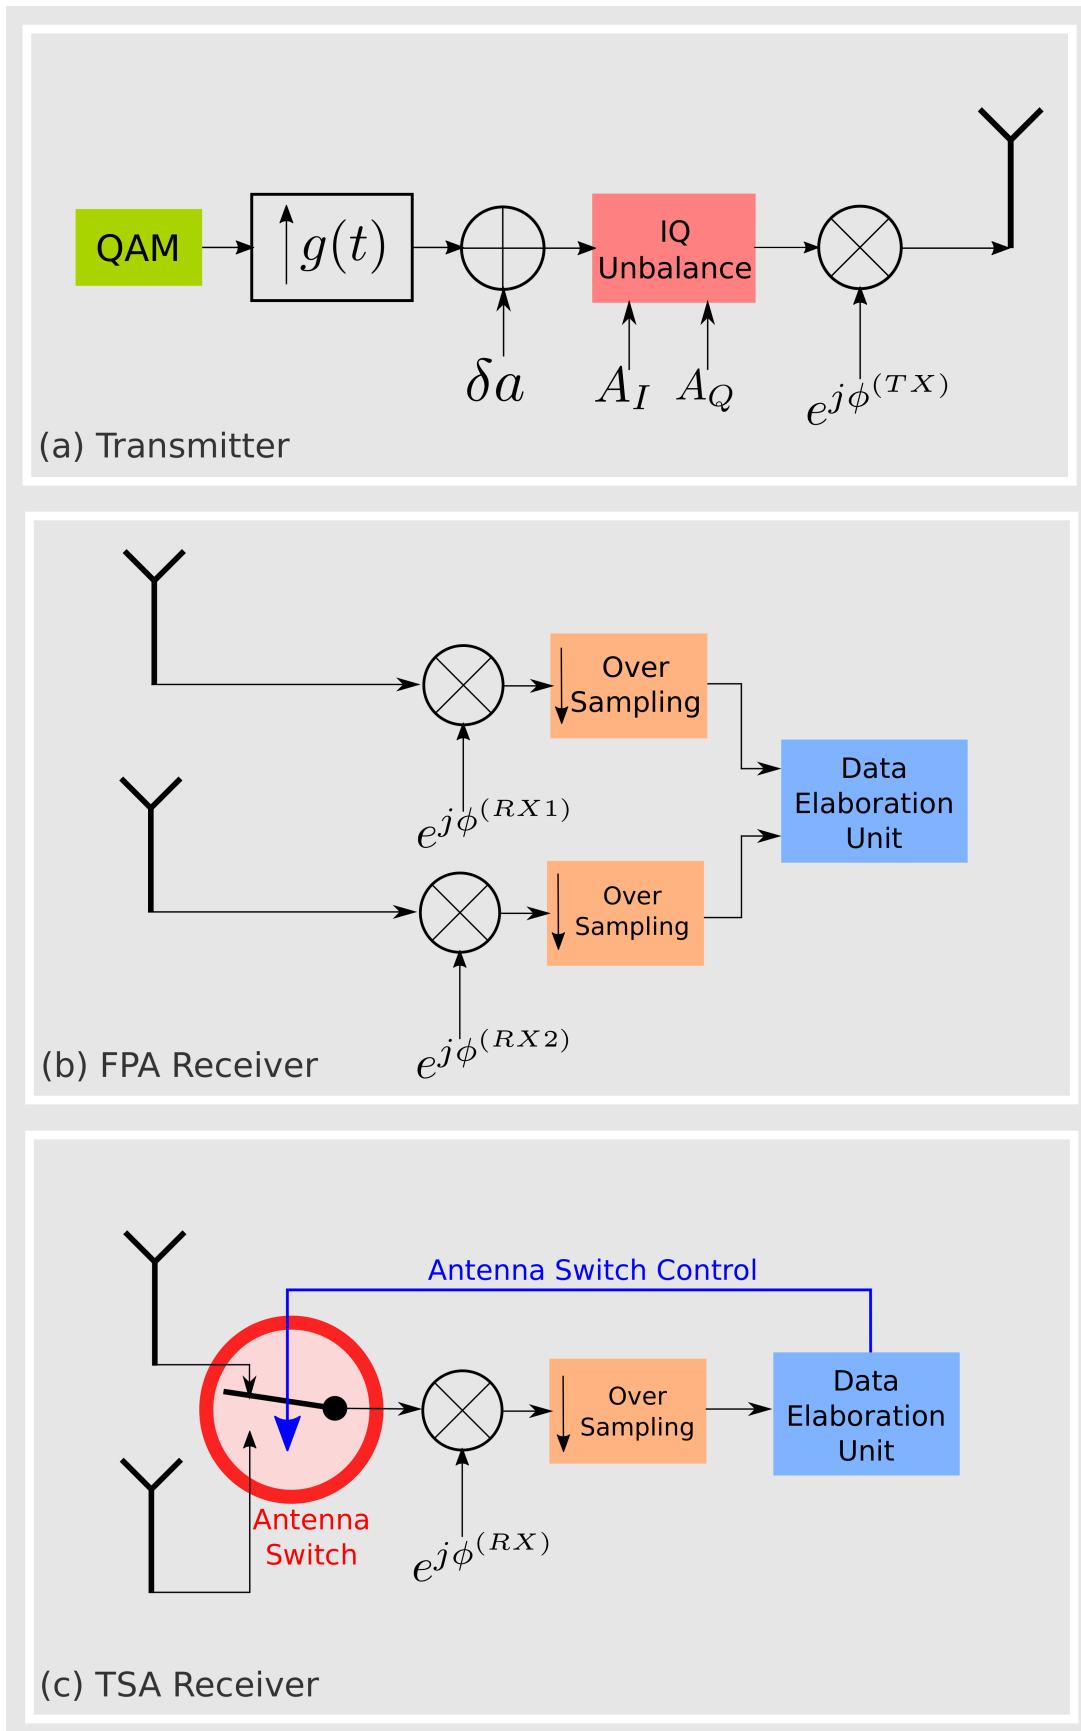 QAM
g(t)
IQ
Unbalance
δa
A_I
A_Q
e^{jϕ^{(TX)}}
(a) Transmitter
Over
Sampling
e^{jϕ^{(RX1)}}
Data
Elaboration
Unit
Over
Sampling
e^{jϕ^{(RX2)}}
(b) FPA Receiver
Antenna Switch Control
Over
Sampling
Data
Elaboration
Unit
Antenna
Switch
e^{jϕ^{(RX)}}
(c) TSA Receiver